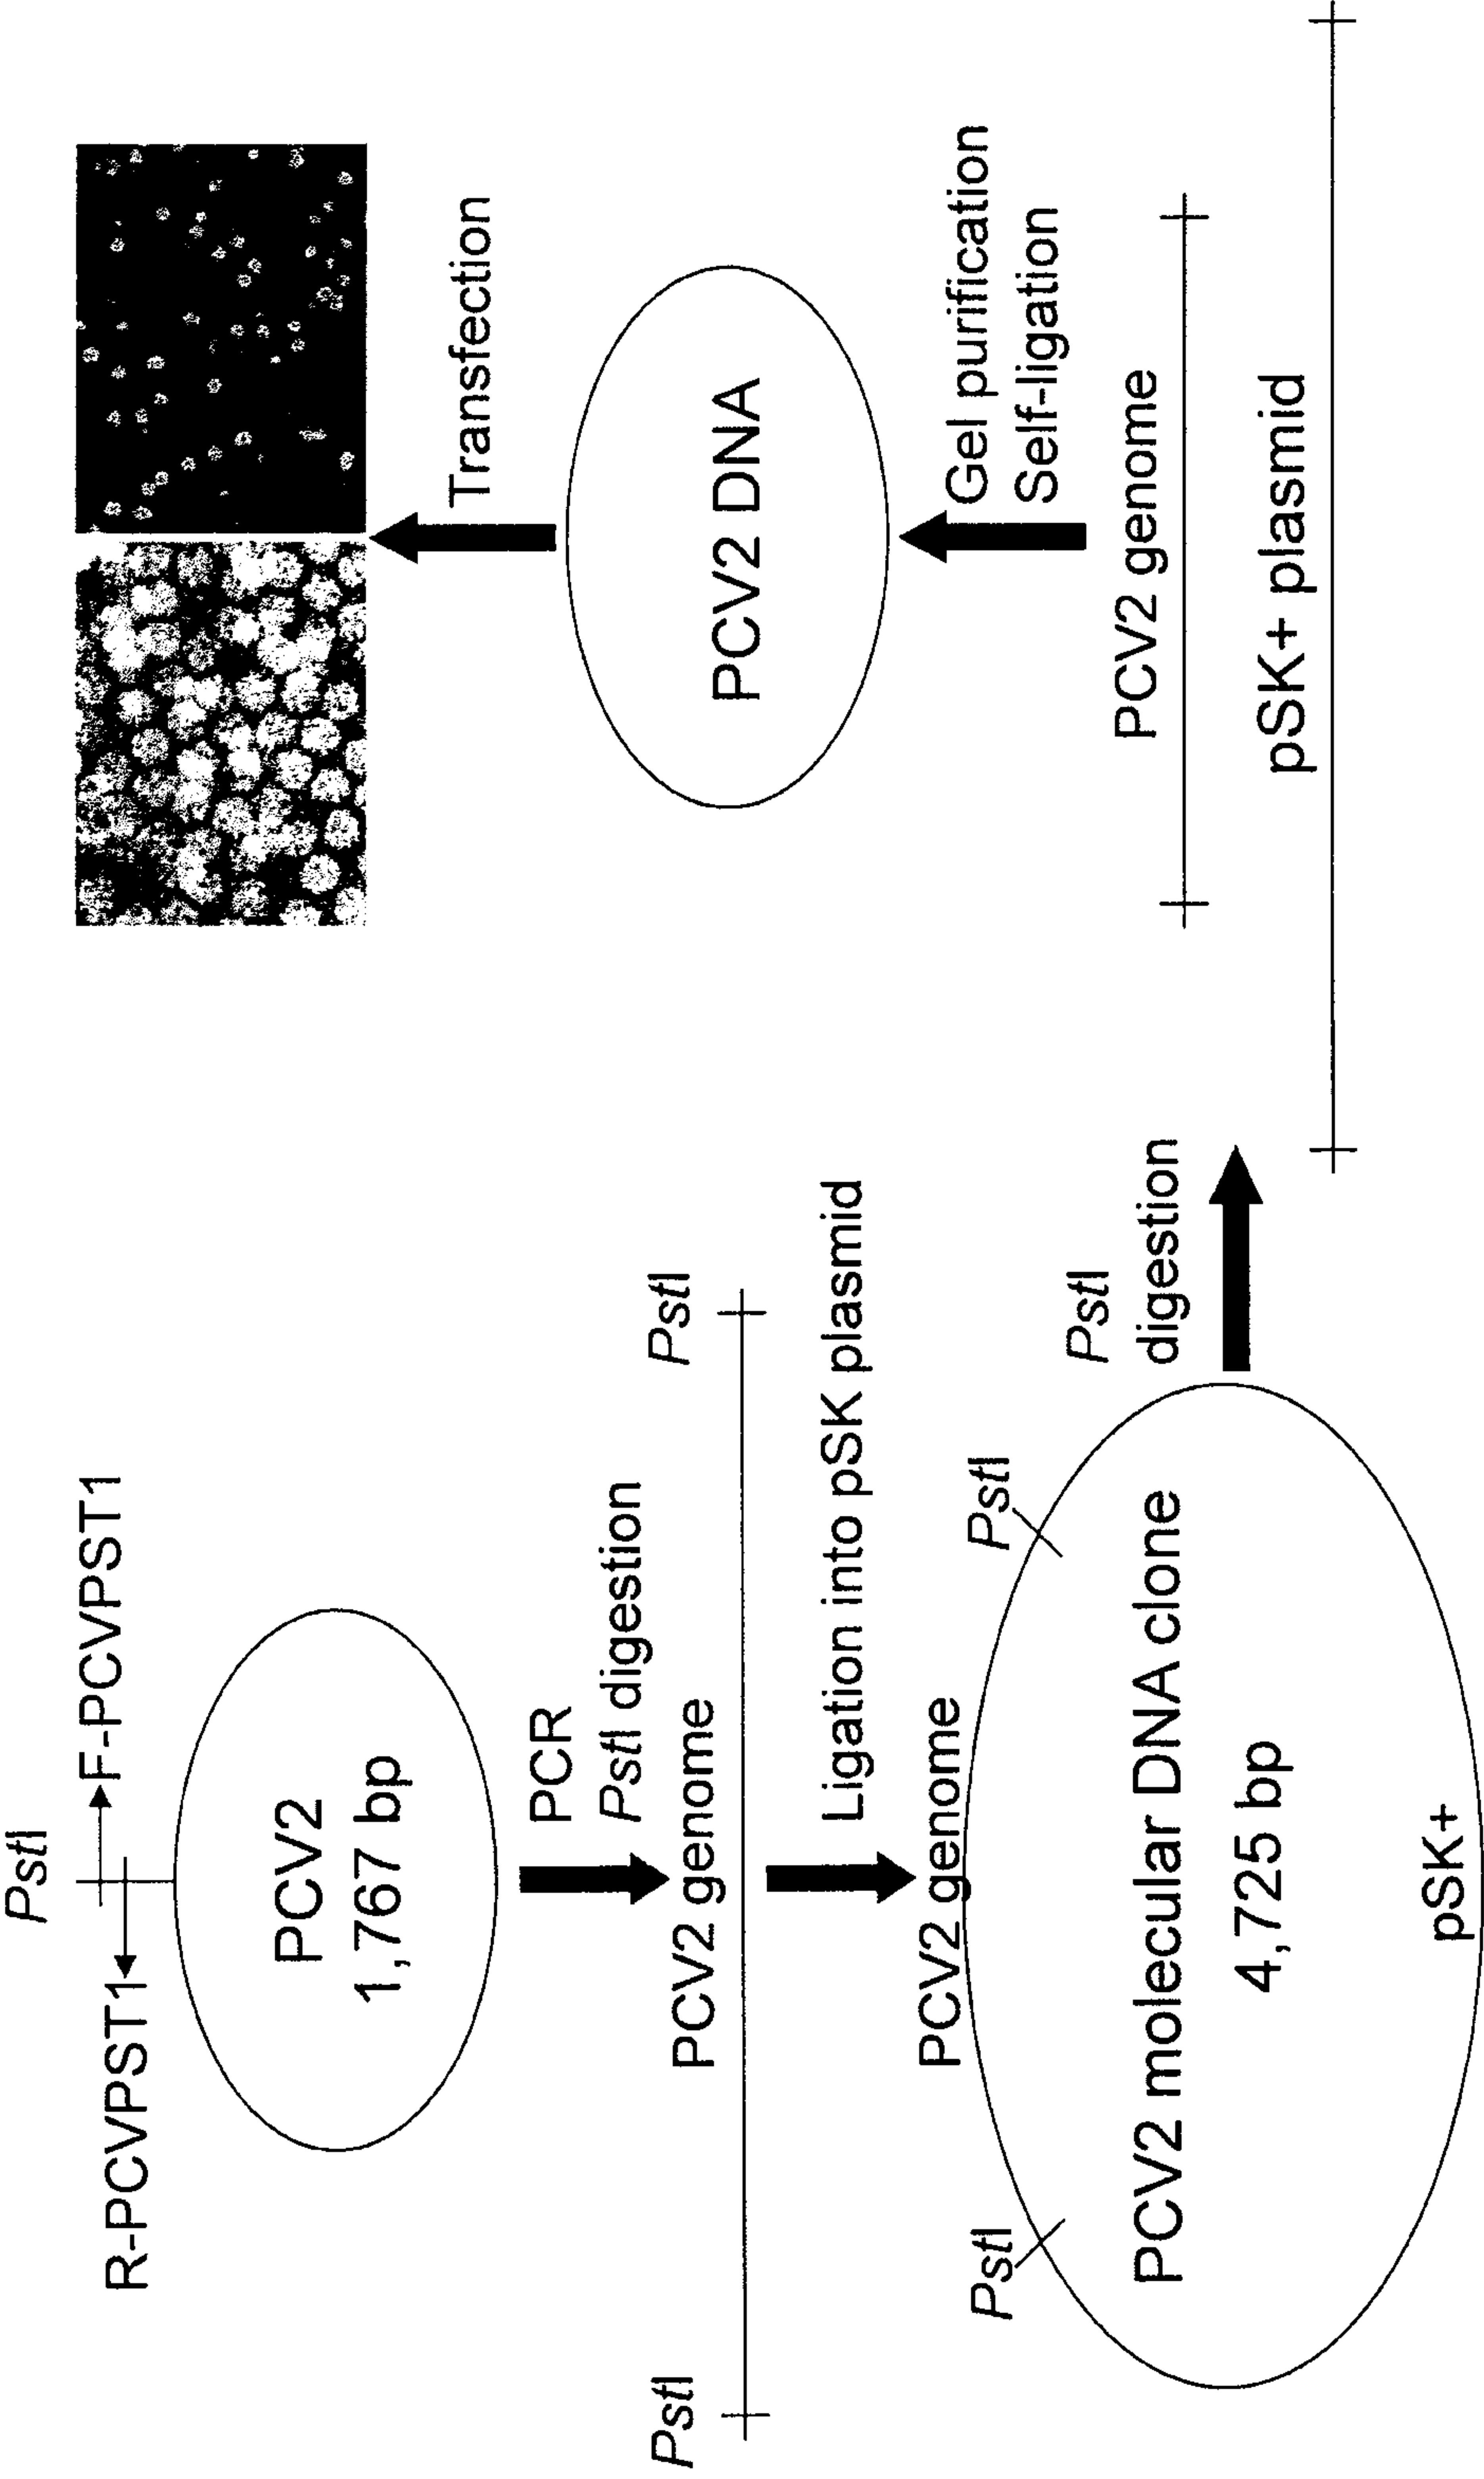 PstI
R-PCVPST1
F-PCVPST1
PCV2
1,767 bp
PCR
PstI digestion
PCV2 genome
PstI
PstI
Ligation into pSK plasmid
PCV2 genome
PstI
PstI
PCV2 molecular DNA clone
4,725 bp
pSK+
PstI
digestion
pSK+ plasmid
PCV2 genome
Gel purification
Self-ligation
PCV2 DNA
Transfection